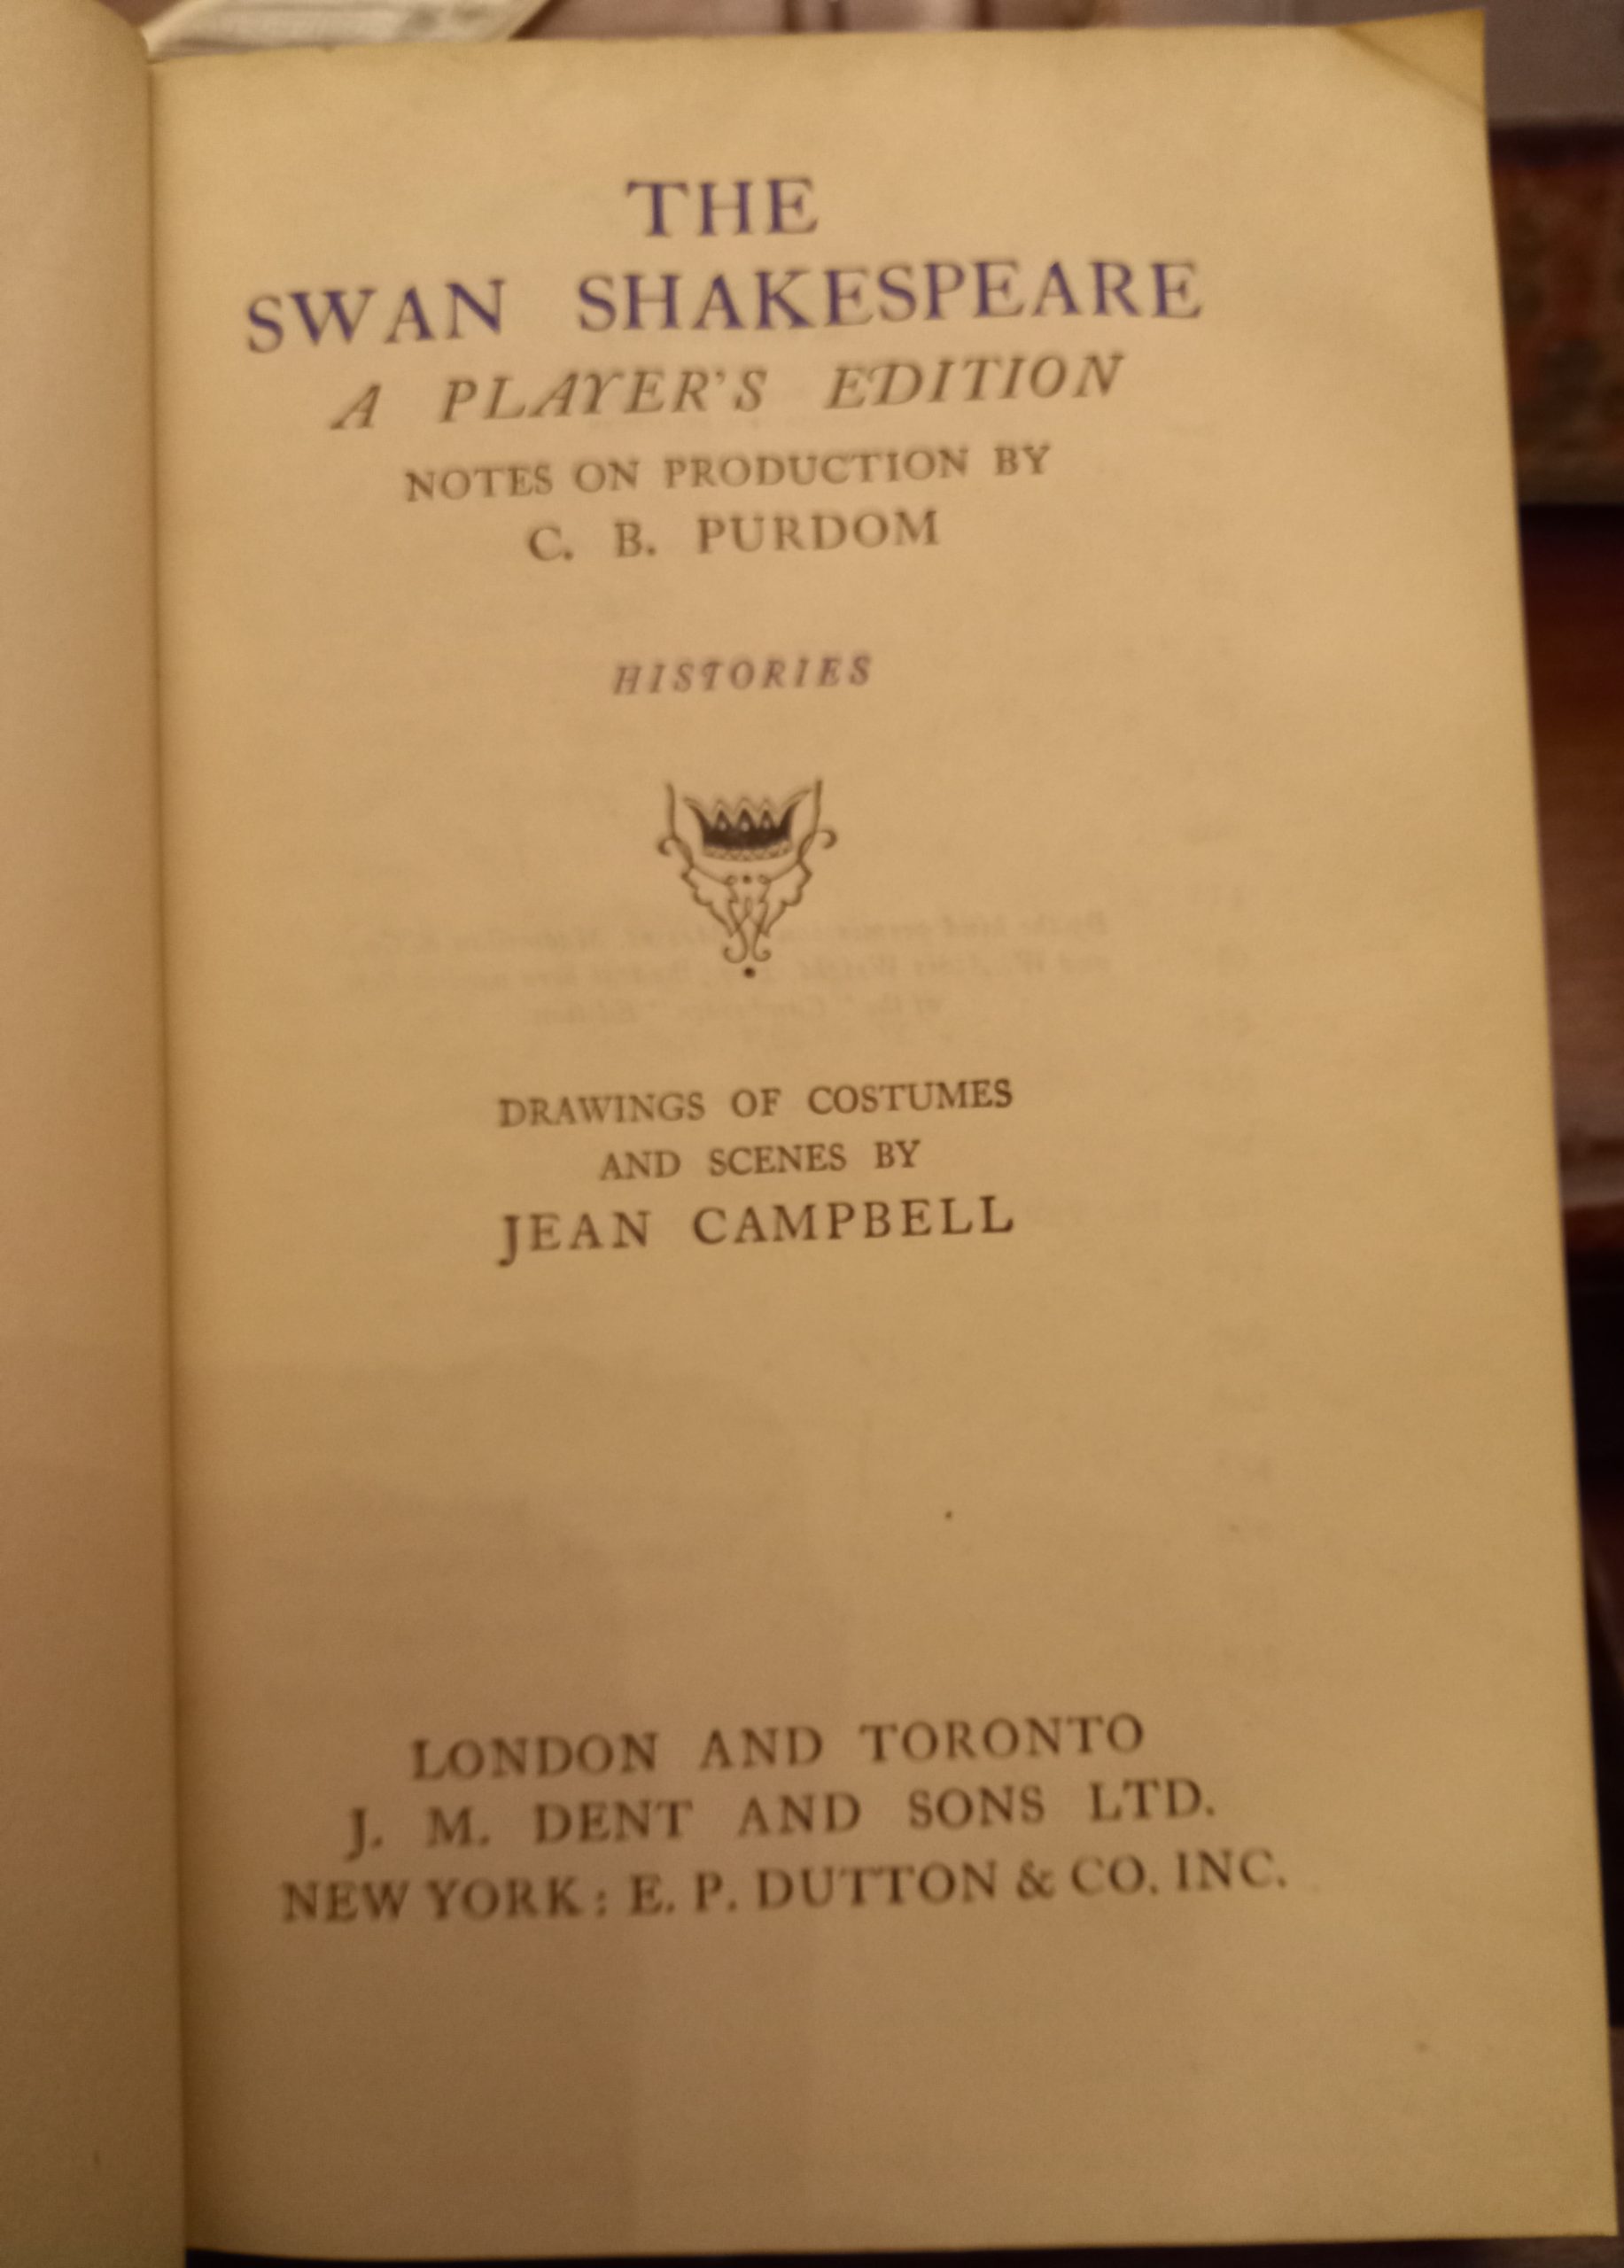 THE
SWAN SHAKESPEARE
A PLAYER'S EDITION
NOTES ON PRODUCTION BY
C. B. PURDOM
HISTORIES
DRAWINGS OF COSTUMES
AND SCENES BY
JEAN CAMPBELL
LONDON AND TORONTO
J. M. DENT AND SONS LTD.
NEW YORK: E. P. DUTTON & CO. INC.